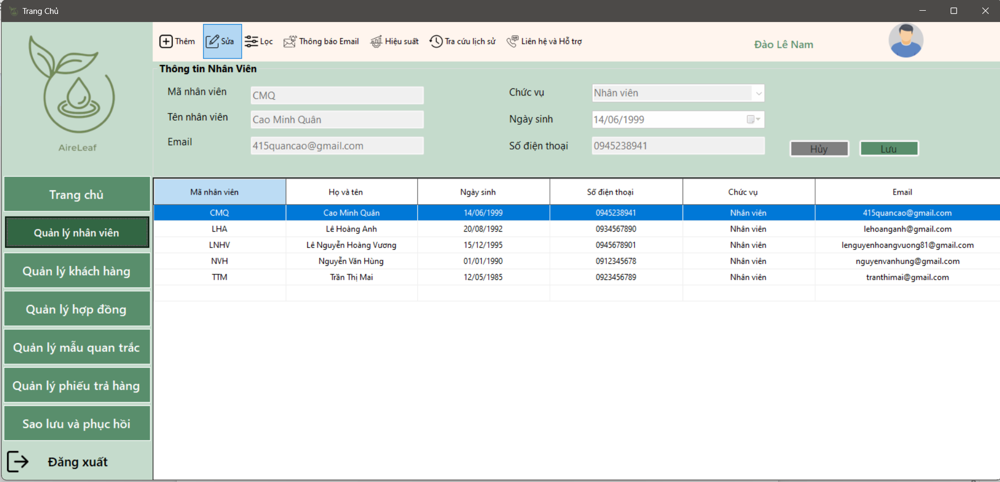 Trang Chủ
Thêm Sửa Lọc Thông báo Email Hiệu suất Tra cứu lịch sử Liên hệ và Hỗ trợ Đào Lê Nam
AireLeaf
Thông tin Nhân Viên
Mã nhân viên CMQ Chức vụ Nhân viên
Tên nhân viên Cao Minh Quân Ngày sinh 14/06/1999
Email 415quancao@gmail.com Số điện thoại 0945238941 Hủy Lưu
Trang chủ
Quản lý nhân viên
Quản lý khách hàng
Quản lý hợp đồng
Quản lý mẫu quan trắc
Quản lý phiếu trả hàng
Sao lưu và phục hồi
Đăng xuất
Mã nhân viên Họ và tên Ngày sinh Số điện thoại Chức vụ Email
CMQ Cao Minh Quân 14/06/1999 0945238941 Nhân viên 415quancao@gmail.com
LHA Lê Hoàng Anh 20/08/1992 0934567890 Nhân viên lehoanganh@gmail.com
LNHV Lê Nguyễn Hoàng Vương 15/12/1995 0945678901 Nhân viên lenguyenhoangvuong81@gmail.com
NVH Nguyễn Văn Hùng 01/01/1990 0912345678 Nhân viên nguyenvanhung@gmail.com
TTM Trần Thị Mai 12/05/1985 0923456789 Nhân viên tranthimai@gmail.com